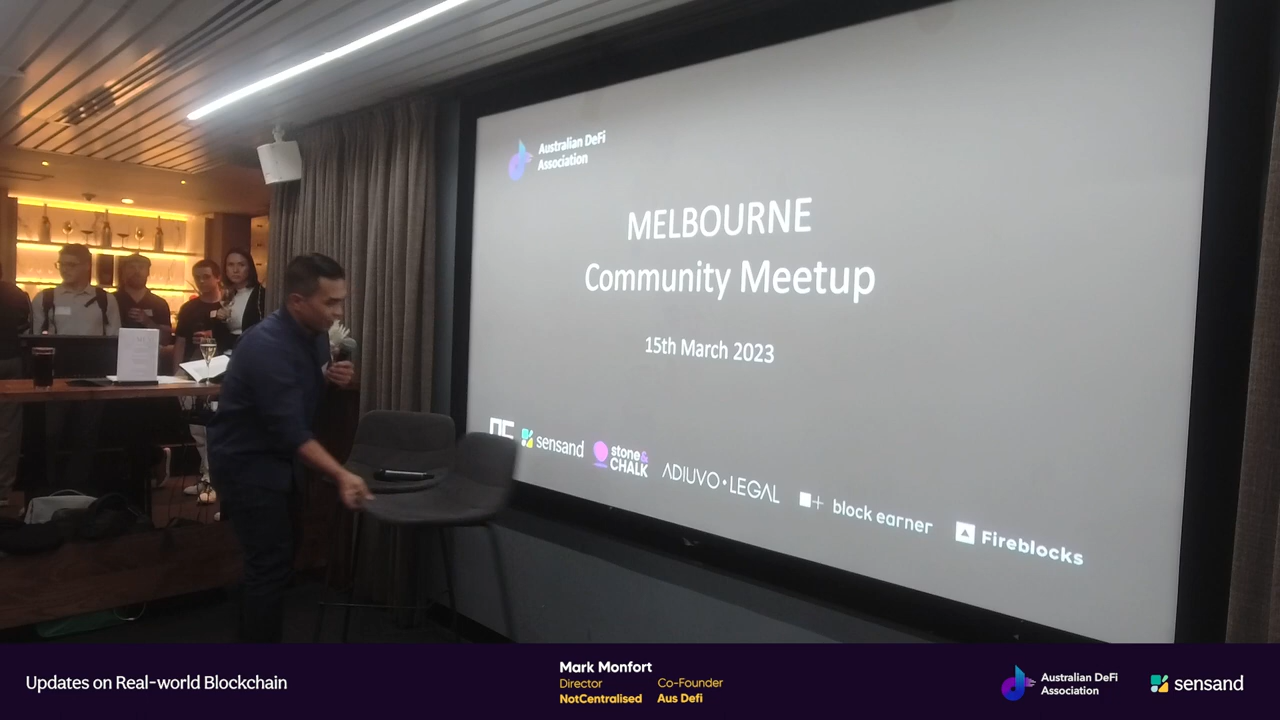 Australian DeFi
Association
MELBOURNE
Community Meetup
15th March 2023
sensand
stone&
CHALK
ADIUVO·LEGAL
block earner
Fireblocks
Updates on Real-world Blockchain
Mark Monfort
Director
Co-Founder
NotCentralised
Aus Defi
Australian DeFi
Association
sensand